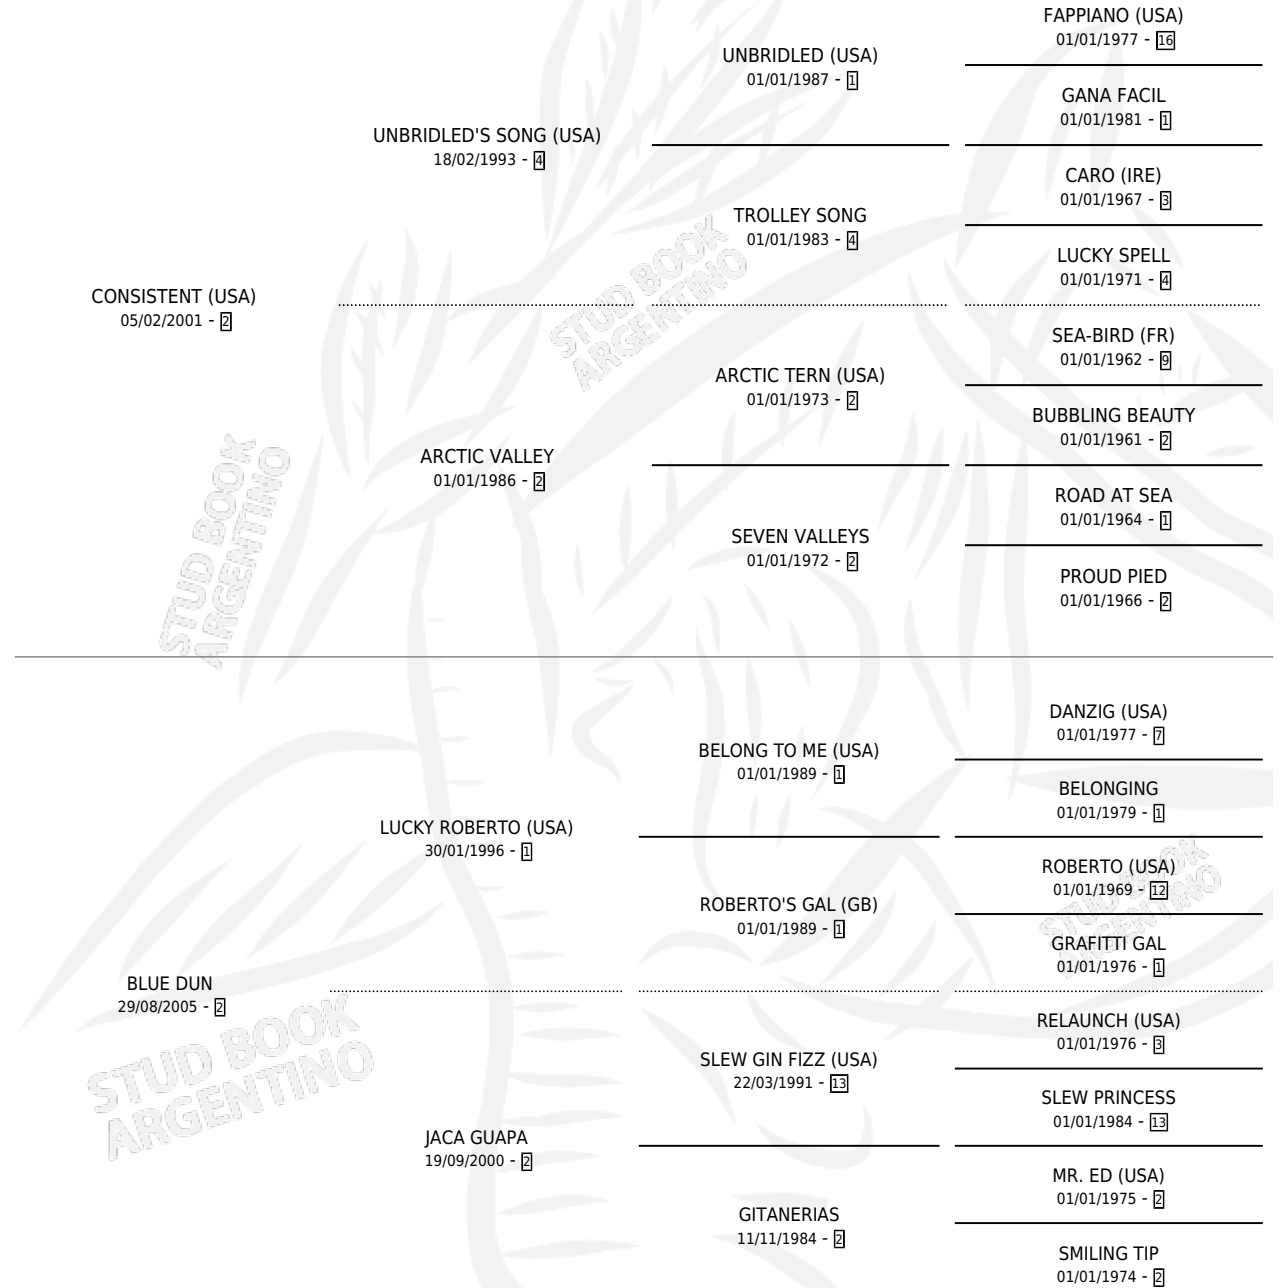 FAPPIANO (USA)
01/01/1977 - 16
UNBRIDLED (USA)
01/01/1987 - 1
GANA FACIL
01/01/1981 - 1
UNBRIDLED'S SONG (USA)
18/02/1993 - 4
CARO (IRE)
01/01/1967 - 3
TROLLEY SONG
01/01/1983 - 4
LUCKY SPELL
01/01/1971 - 4
CONSISTENT (USA)
05/02/2001 - 2
STUD BOOK
ARGENTINO
SEA-BIRD (FR)
01/01/1962 - 9
ARCTIC TERN (USA)
01/01/1973 - 2
BUBBLING BEAUTY
01/01/1961 - 2
ARCTIC VALLEY
01/01/1986 - 2
ROAD AT SEA
01/01/1964 - 1
SEVEN VALLEYS
01/01/1972 - 2
PROUD PIED
01/01/1966 - 2
STUD BOOK
ARGENTINO
DANZIG (USA)
01/01/1977 - 7
BELONG TO ME (USA)
01/01/1989 - 1
BELONGING
01/01/1979 - 1
LUCKY ROBERTO (USA)
30/01/1996 - 1
ROBERTO (USA)
01/01/1969 - 12
ROBERTO'S GAL (GB)
01/01/1989 - 1
GRAFITTI GAL
01/01/1976 - 1
STUD BOOK
ARGENTINO
BLUE DUN
29/08/2005 - 2
RELAUNCH (USA)
01/01/1976 - 3
SLEW GIN FIZZ (USA)
22/03/1991 - 13
SLEW PRINCESS
01/01/1984 - 13
STUD BOOK
ARGENTINO
JACA GUAPA
19/09/2000 - 2
MR. ED (USA)
01/01/1975 - 2
GITANERIAS
11/11/1984 - 2
SMILING TIP
01/01/1974 - 2